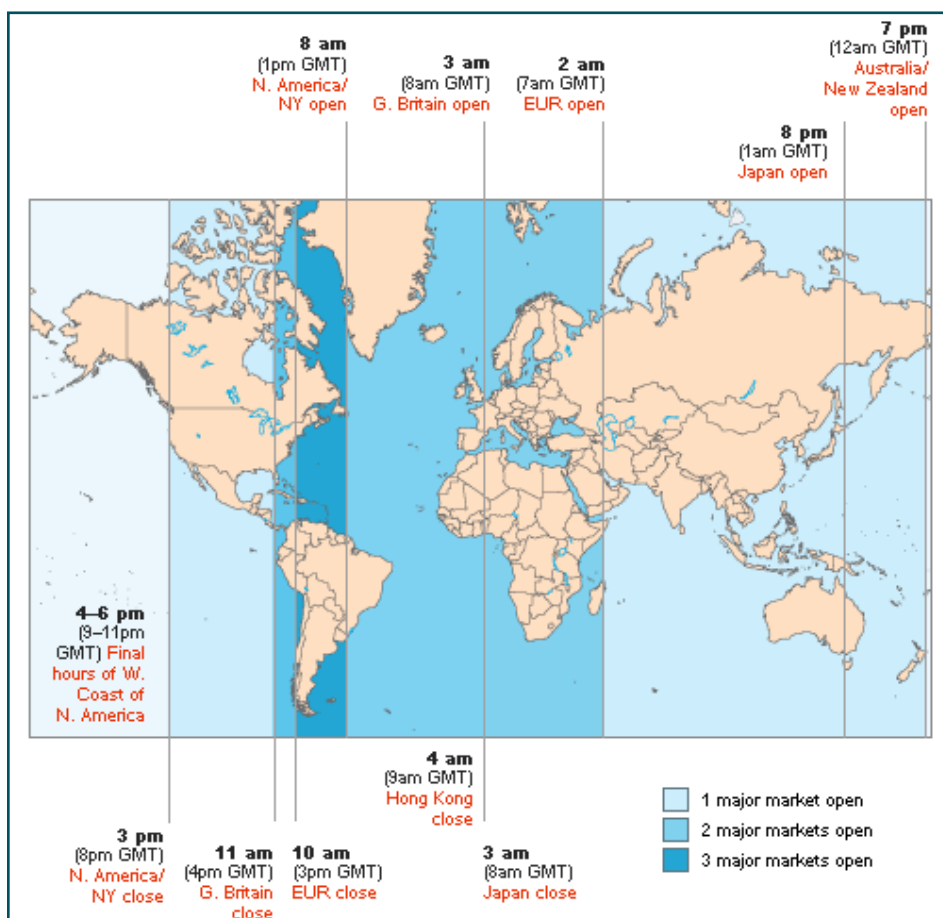 8 am
(1pm GMT)
N. America/
NY open
3 am
(8am GMT)
G. Britain open
2 am
(7am GMT)
EUR open
7 pm
(12am GMT)
Australia/
New Zealand
open
8 pm
(1am GMT)
Japan open
4–6 pm
(9–11pm
GMT) Final
hours of W.
Coast of
N. America
3 pm
(8pm GMT)
N. America/
NY close
11 am
(4pm GMT)
G. Britain
close
10 am
(3pm GMT)
EUR close
4 am
(9am GMT)
Hong Kong
close
3 am
(8am GMT)
Japan close
1 major market open
2 major markets open
3 major markets open